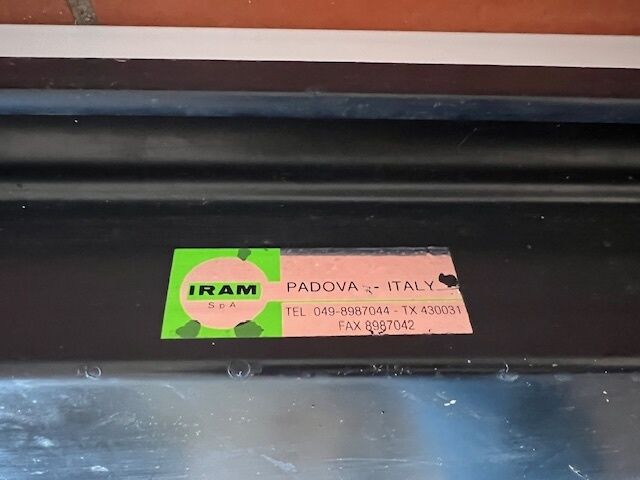 IRAM
SpA
PADOVA - ITALY
TEL 049-8987044 - TX 430031
FAX 8987042